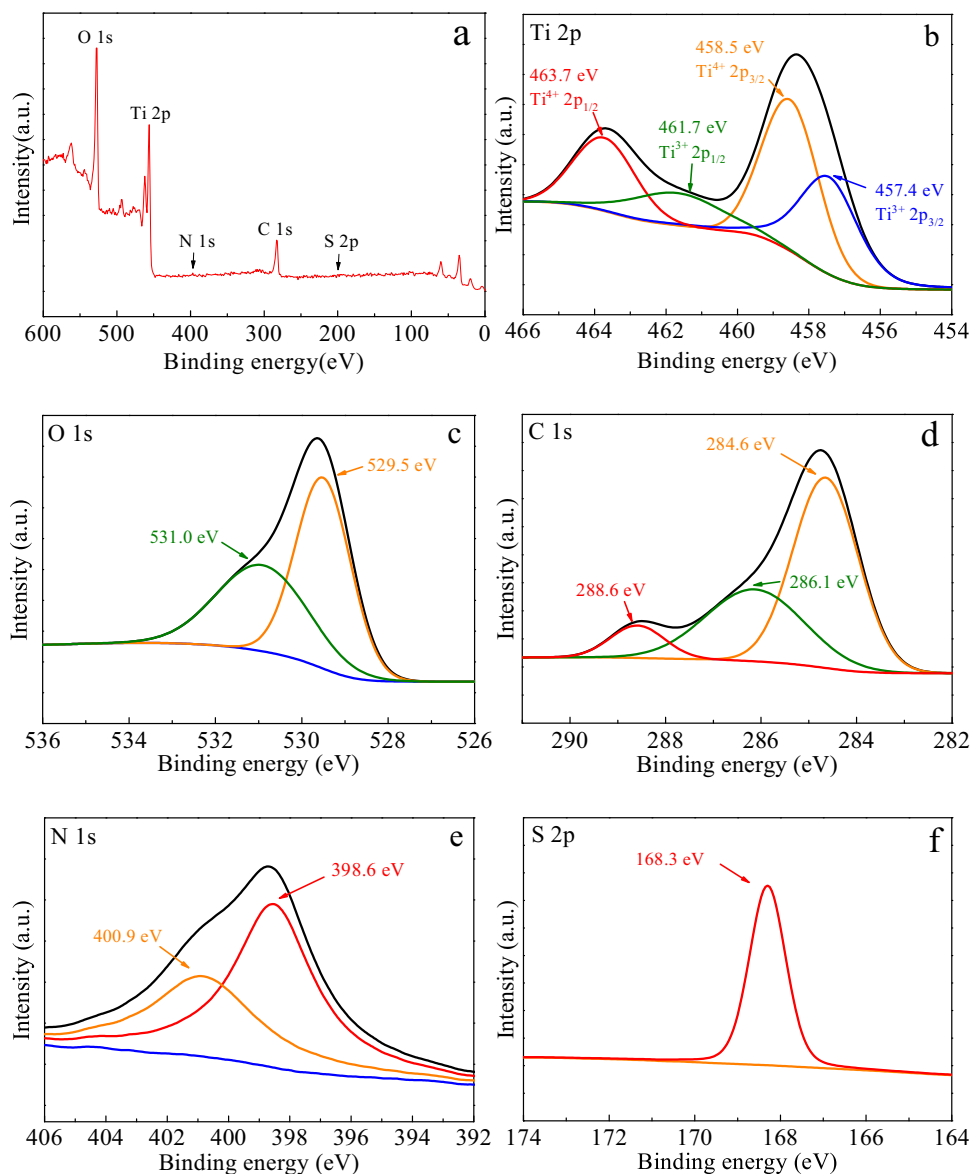 a
O 1s
Ti 2p
N 1s
C 1s
S 2p
Intensity(a.u.)
600 500 400 300 200 100 0
Binding energy(eV)
Ti 2p
b
458.5 eV
Ti⁴⁺ 2p₃/₂
463.7 eV
Ti⁴⁺ 2p₁/₂
461.7 eV
Ti³⁺ 2p₁/₂
457.4 eV
Ti³⁺ 2p₃/₂
Intensity (a.u.)
466 464 462 460 458 456 454
Binding energy (eV)
O 1s
c
529.5 eV
531.0 eV
Intensity (a.u.)
536 534 532 530 528 526
Binding energy (eV)
C 1s
d
284.6 eV
288.6 eV
286.1 eV
Intensity (a.u.)
290 288 286 284 282
Binding energy (eV)
N 1s
e
398.6 eV
400.9 eV
Intensity (a.u.)
406 404 402 400 398 396 394 392
Binding energy (eV)
S 2p
f
168.3 eV
Intensity (a.u.)
174 172 170 168 166 164
Binding energy (eV)